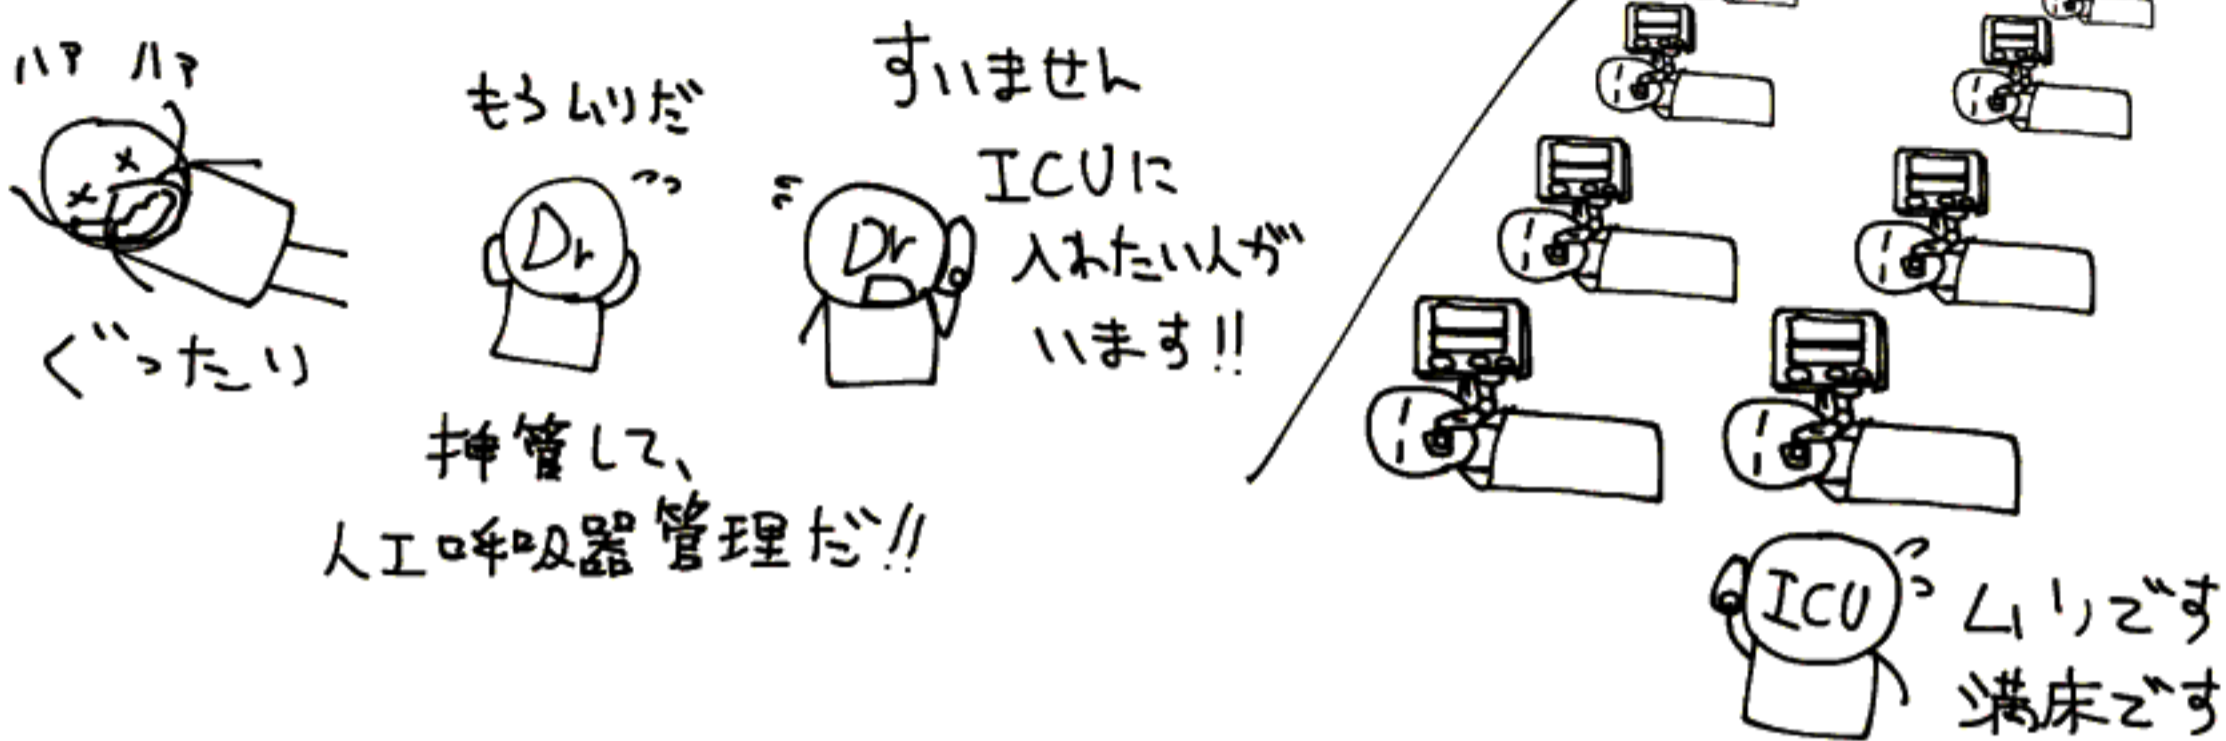 ハァ ハァ
ぐったり
もうムリだ
Dr
挿管して、
人工呼吸器管理だ!!
Dr
すいません
ICUに
入れたい人が
います!!
ICU
ムリです
満床です